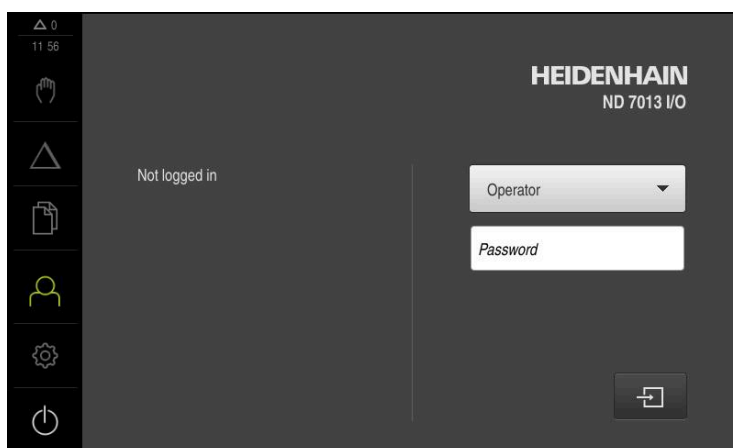 0
11 56
HEIDENHAIN
ND 7013 I/O
Not logged in
Operator
Password